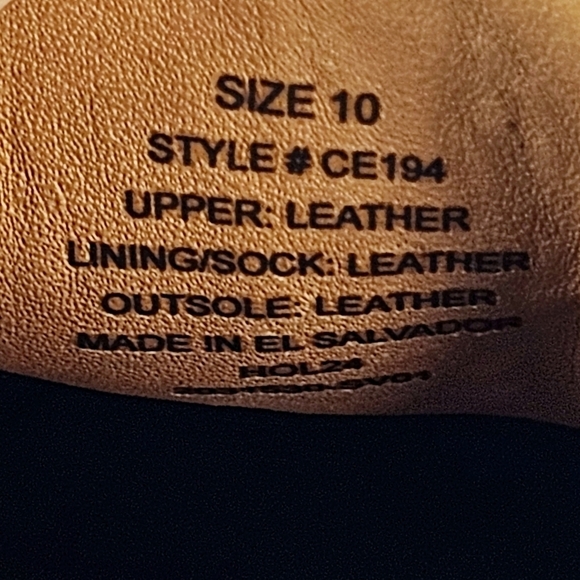 SIZE 10
STYLE # CE194
UPPER: LEATHER
LINING/SOCK: LEATHER
OUTSOLE: LEATHER
MADE IN EL SALVADOR
HOL24